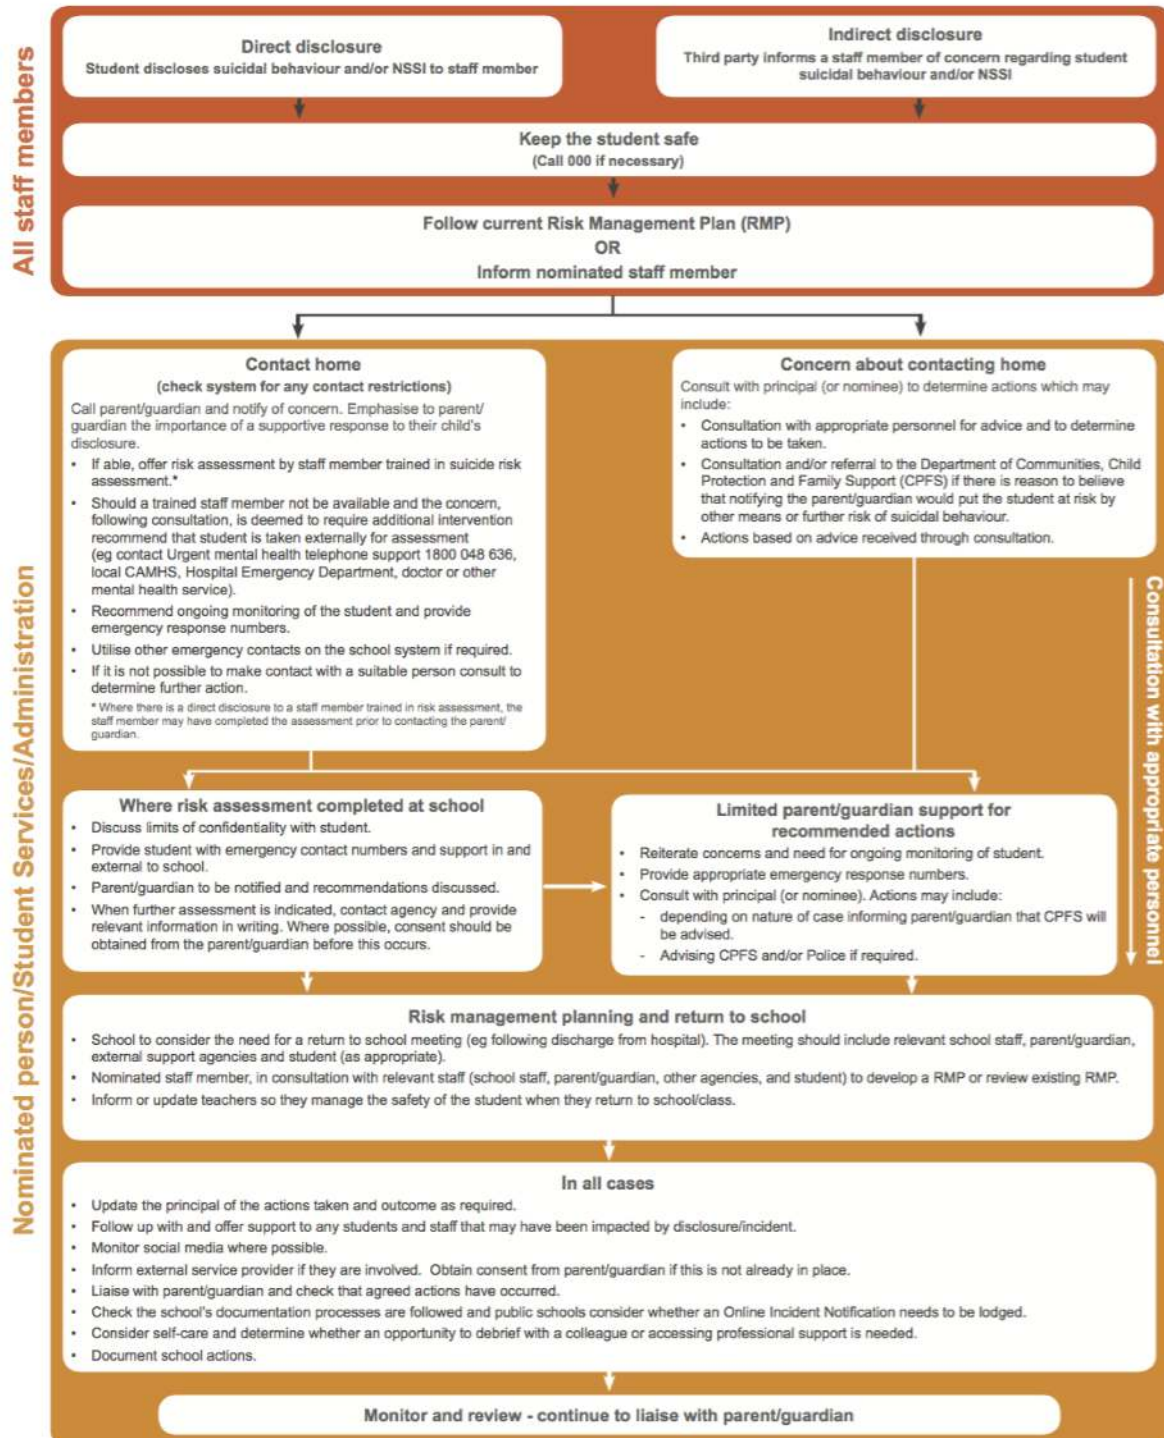 All staff members
Direct disclosure
Student discloses suicidal behaviour and/or NSSI to staff member
Indirect disclosure
Third party informs a staff member of concern regarding student
suicidal behaviour and/or NSSI
Keep the student safe
(Call 000 if necessary)
Follow current Risk Management Plan (RMP)
OR
Inform nominated staff member
Nominated person/Student Services/Administration
Contact home
(check system for any contact restrictions)
Call parent/guardian and notify of concern. Emphasise to parent/
guardian the importance of a supportive response to their child's
disclosure.
• If able, offer risk assessment by staff member trained in suicide risk
assessment.*
• Should a trained staff member not be available and the concern,
following consultation, is deemed to require additional intervention
recommend that student is taken externally for assessment
(eg contact Urgent mental health telephone support 1800 048 636,
local CAMHS, Hospital Emergency Department, doctor or other
mental health service).
• Recommend ongoing monitoring of the student and provide
emergency response numbers.
• Utilise other emergency contacts on the school system if required.
• If it is not possible to make contact with a suitable person consult to
determine further action.
* Where there is a direct disclosure to a staff member trained in risk assessment, the
staff member may have completed the assessment prior to contacting the parent/
guardian.
Concern about contacting home
Consult with principal (or nominee) to determine actions which may
include:
• Consultation with appropriate personnel for advice and to determine
actions to be taken.
• Consultation and/or referral to the Department of Communities, Child
Protection and Family Support (CPFS) if there is reason to believe
that notifying the parent/guardian would put the student at risk by
other means or further risk of suicidal behaviour.
• Actions based on advice received through consultation.
Consultation with appropriate personnel
Where risk assessment completed at school
• Discuss limits of confidentiality with student.
• Provide student with emergency contact numbers and support in and
external to school.
• Parent/guardian to be notified and recommendations discussed.
• When further assessment is indicated, contact agency and provide
relevant information in writing. Where possible, consent should be
obtained from the parent/guardian before this occurs.
Limited parent/guardian support for
recommended actions
• Reiterate concerns and need for ongoing monitoring of student.
• Provide appropriate emergency response numbers.
• Consult with principal (or nominee). Actions may include:
- depending on nature of case informing parent/guardian that CPFS will
be advised.
- Advising CPFS and/or Police if required.
Risk management planning and return to school
• School to consider the need for a return to school meeting (eg following discharge from hospital). The meeting should include relevant school staff, parent/guardian,
external support agencies and student (as appropriate).
• Nominated staff member, in consultation with relevant staff (school staff, parent/guardian, other agencies, and student) to develop a RMP or review existing RMP.
• Inform or update teachers so they manage the safety of the student when they return to school/class.
In all cases
• Update the principal of the actions taken and outcome as required.
• Follow up with and offer support to any students and staff that may have been impacted by disclosure/incident.
• Monitor social media where possible.
• Inform external service provider if they are involved. Obtain consent from parent/guardian if this is not already in place.
• Liaise with parent/guardian and check that agreed actions have occurred.
• Check the school's documentation processes are followed and public schools consider whether an Online Incident Notification needs to be lodged.
• Consider self-care and determine whether an opportunity to debrief with a colleague or accessing professional support is needed.
• Document school actions.
Monitor and review - continue to liaise with parent/guardian